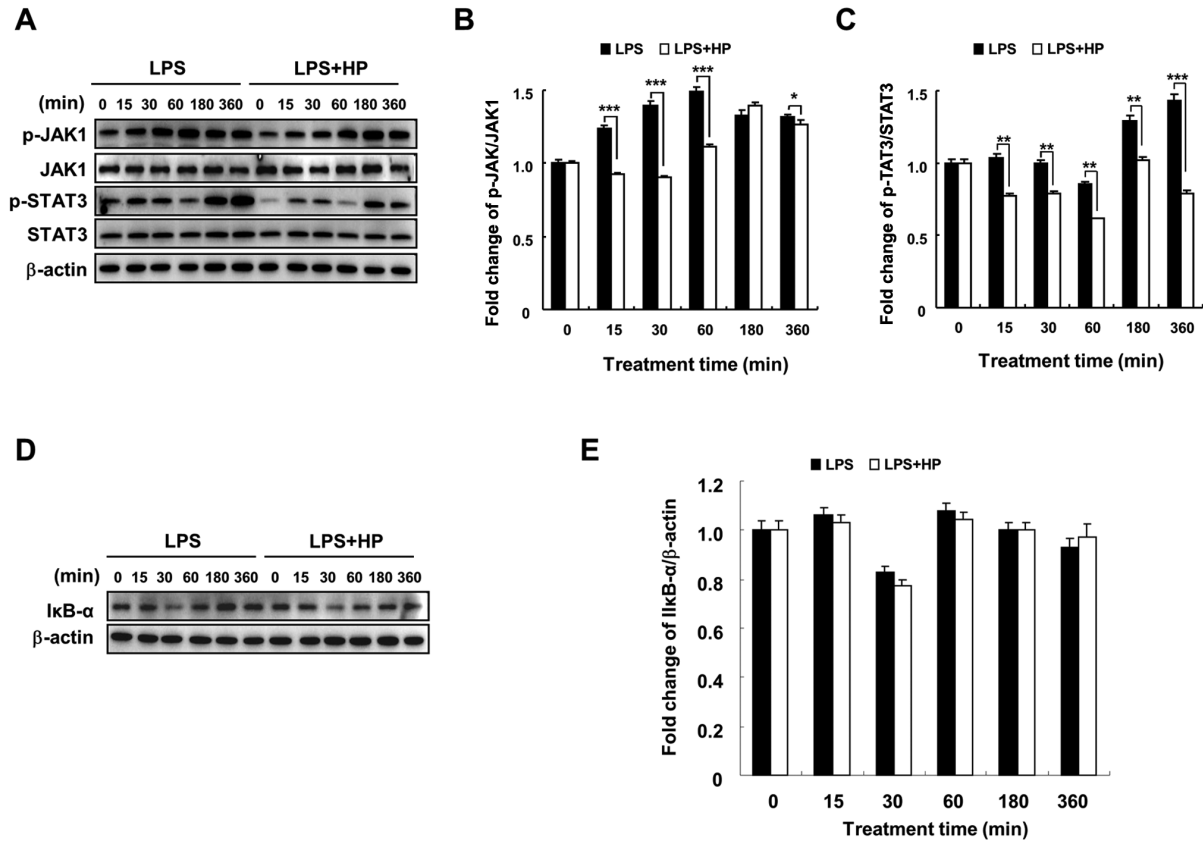 A
LPS LPS+HP
(min) 0 15 30 60 180 360 0 15 30 60 180 360
p-JAK1
JAK1
p-STAT3
STAT3
β-actin
B
LPS LPS+HP
Fold change of p-JAK/JAK1
1.5
1.0
0.5
0
*** *** *** *
0 15 30 60 180 360
Treatment time (min)
C
LPS LPS+HP
Fold change of p-TAT3/STAT3
1.5
1.0
0.5
0
** ** ** ** ***
0 15 30 60 180 360
Treatment time (min)
D
LPS LPS+HP
(min) 0 15 30 60 180 360 0 15 30 60 180 360
IκB-α
β-actin
E
LPS LPS+HP
Fold change of IIκB-α/β-actin
1.2
1.0
0.8
0.6
0.4
0.2
0
0 15 30 60 180 360
Treatment time (min)